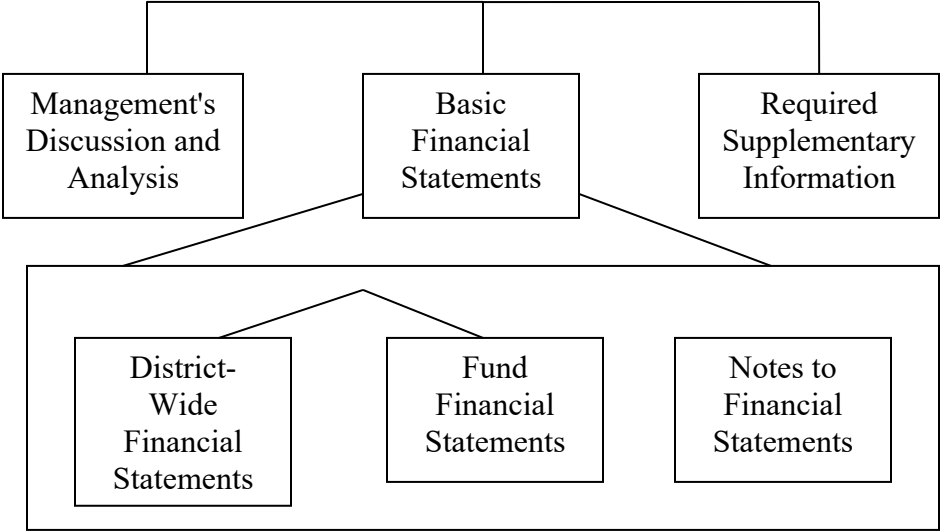 Management's
Discussion and
Analysis
Basic
Financial
Statements
Required
Supplementary
Information
District-
Wide
Financial
Statements
Fund
Financial
Statements
Notes to
Financial
Statements